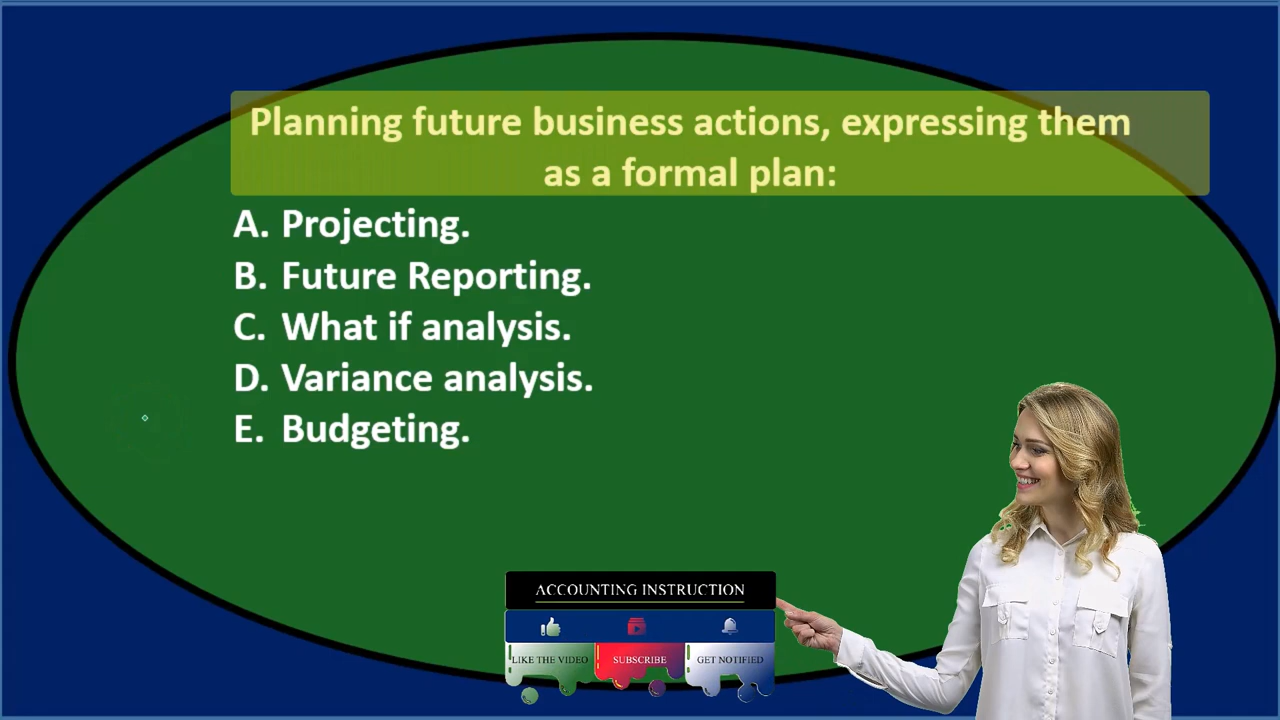 Planning future business actions, expressing them
as a formal plan:
A. Projecting.
B. Future Reporting.
C. What if analysis.
D. Variance analysis.
E. Budgeting.
ACCOUNTING INSTRUCTION
LIKE THE VIDEO
SUBSCRIBE
GET NOTIFIED